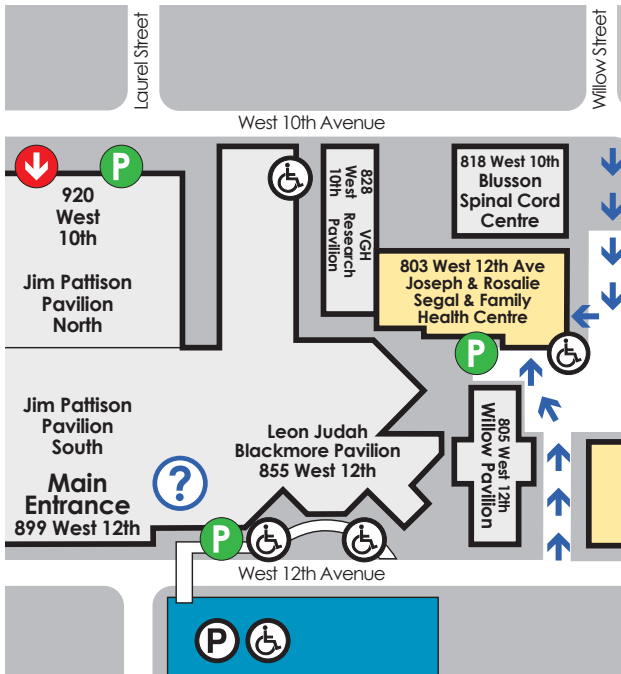 Laurel Street
Willow Street
West 10th Avenue
P
920
West
10th
Jim Pattison
Pavilion
North
828
West
10th
VGH
Research
Pavilion
818 West 10th
Blusson
Spinal Cord
Centre
803 West 12th Ave
Joseph & Rosalie
Segal & Family
Health Centre
P
Jim Pattison
Pavilion
South
Main
Entrance
899 West 12th
?
Leon Judah
Blackmore Pavilion
855 West 12th
805 West 12th
Willow Pavilion
P
West 12th Avenue
P